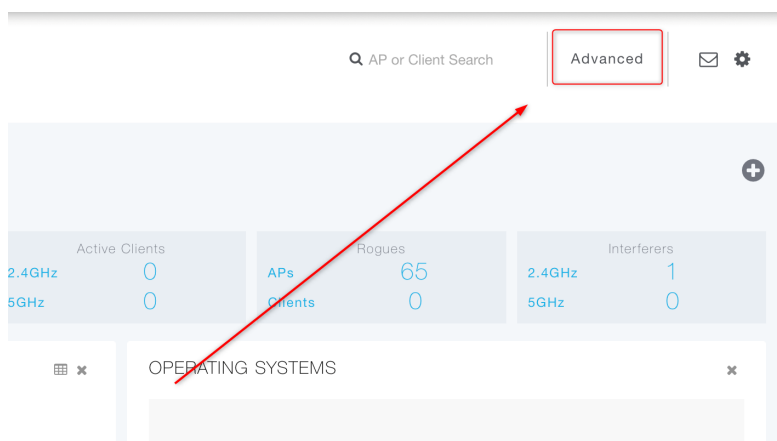 AP or Client Search
Advanced
Active Clients
2.4GHz 0
5GHz 0
Rogues
APs 65
Clients 0
Interferers
2.4GHz 1
5GHz 0
OPERATING SYSTEMS